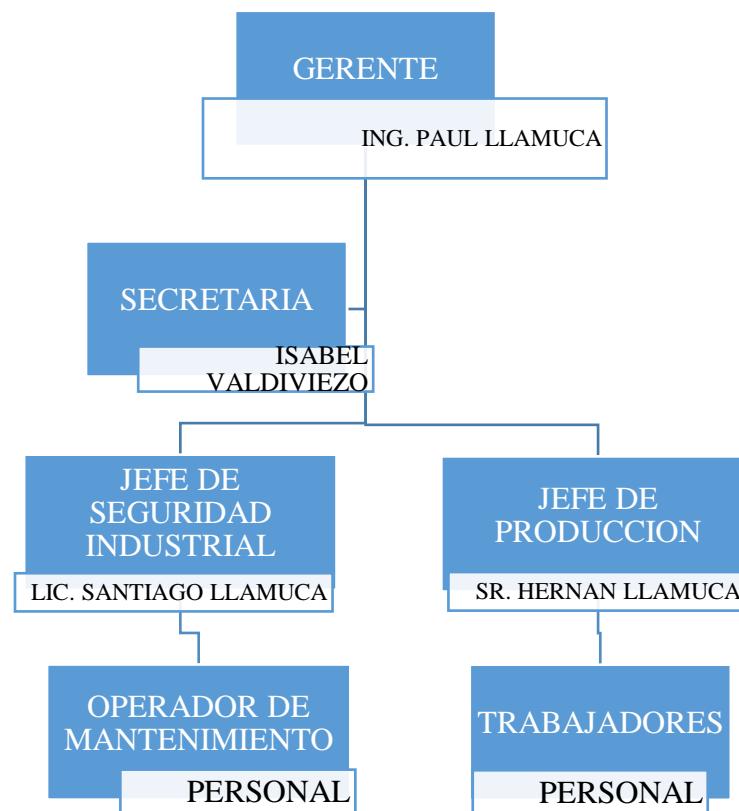 GERENTE
ING. PAUL LLAMUCA
SECRETARIA
ISABEL
VALDIVIEZO
JEFE DE
SEGURIDAD
INDUSTRIAL
LIC. SANTIAGO LLAMUCA
JEFE DE
PRODUCCION
SR. HERNAN LLAMUCA
OPERADOR DE
MANTENIMIENTO
PERSONAL
TRABAJADORES
PERSONAL